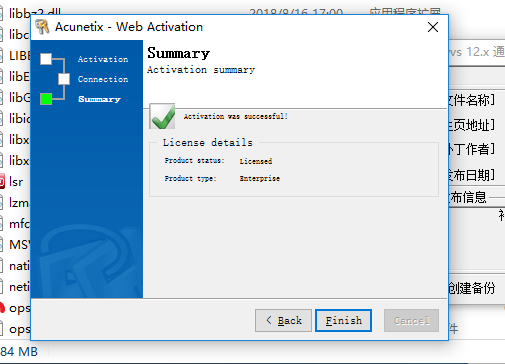 libbz2.dll 2018/8/16 17:00 应用程序扩展
Acunetix - Web Activation
Activation
Connection
Summary
Summary
Activation summary
Activation was successful!
License details
Product status: Licensed
Product type: Enterprise
< Back
Finish
Cancel
libc
LIBE
libE
libG
libic
libx
libx
lsr
lzma
mfc
MSV
nati
neti
ops
ops
84 MB
vs 12.x 通
文件名称]
主页地址]
补丁作者]
发布日期]
布信息
创建备份
件